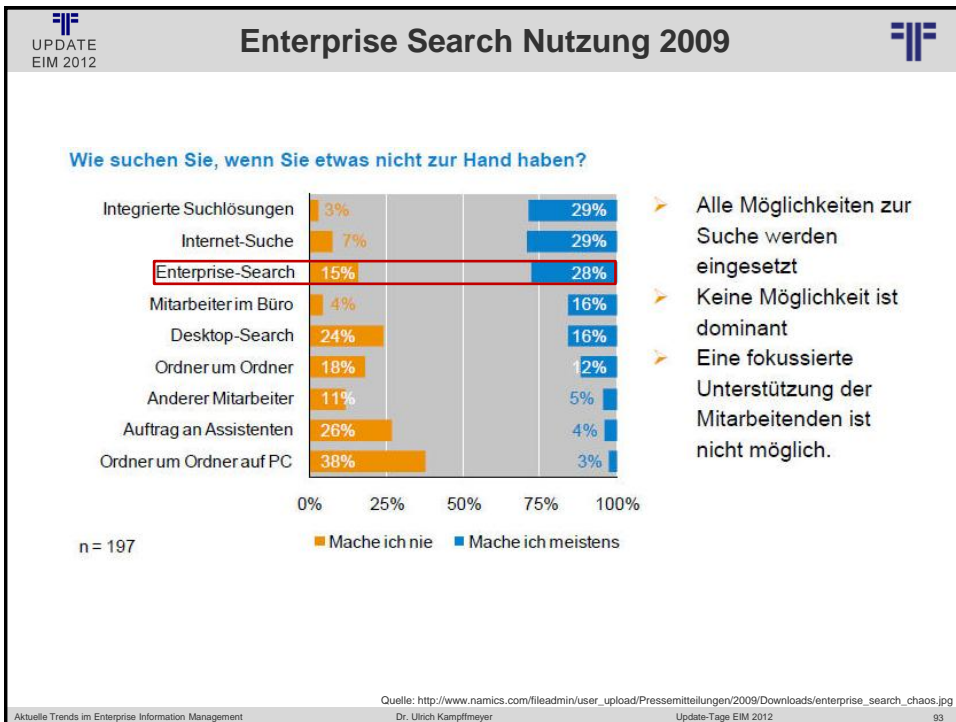 UPDATE
EIM 2012
Enterprise Search Nutzung 2009
Wie suchen Sie, wenn Sie etwas nicht zur Hand haben?
Integrierte Suchlösungen 3% 29%
Internet-Suche 7% 29%
Enterprise-Search 15% 28%
Mitarbeiter im Büro 4% 16%
Desktop-Search 24% 16%
Ordner um Ordner 18% 12%
Anderer Mitarbeiter 11% 5%
Auftrag an Assistenten 26% 4%
Ordner um Ordner auf PC 38% 3%
0% 25% 50% 75% 100%
Mache ich nie Mache ich meistens
n = 197
Alle Möglichkeiten zur
Suche werden
eingesetzt
Keine Möglichkeit ist
dominant
Eine fokussierte
Unterstützung der
Mitarbeitenden ist
nicht möglich.
Quelle: http://www.namics.com/fileadmin/user_upload/Pressemitteilungen/2009/Downloads/enterprise_search_chaos.jpg
Aktuelle Trends im Enterprise Information Management Dr. Ulrich Kampffmeyer Update-Tage EIM 2012 93